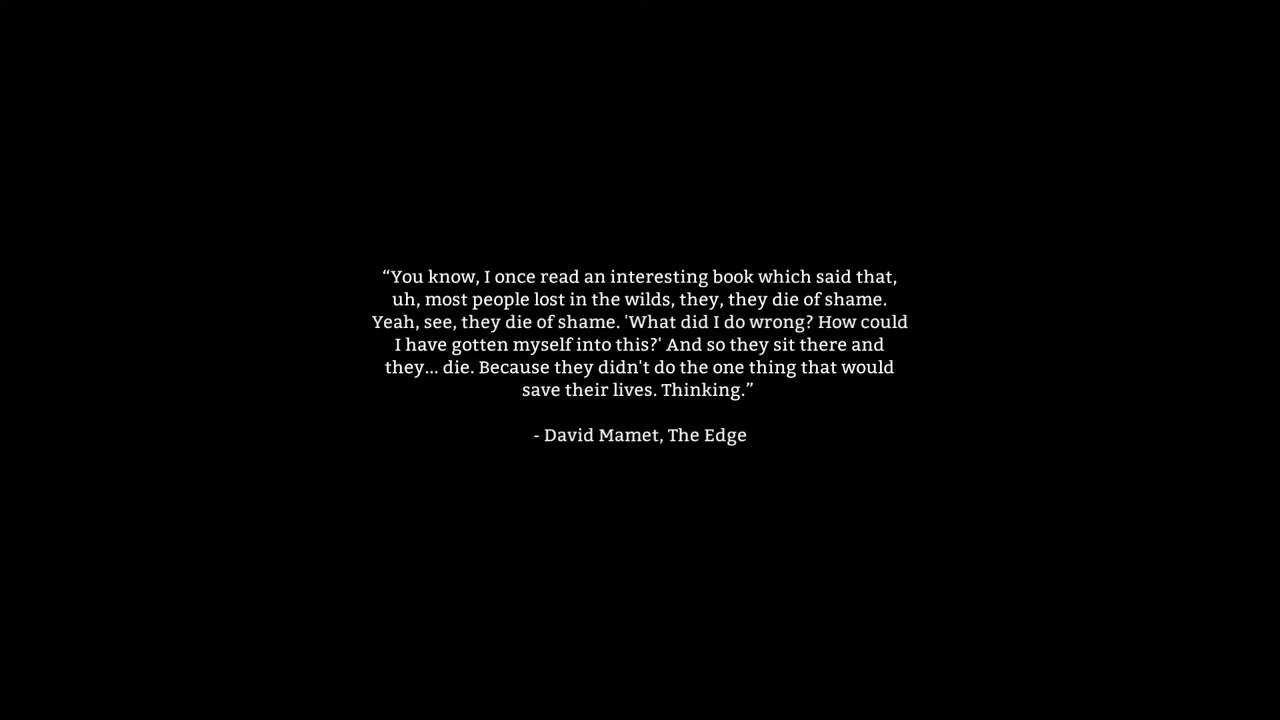 “You know, I once read an interesting book which said that,
uh, most people lost in the wilds, they, they die of shame.
Yeah, see, they die of shame. 'What did I do wrong? How could
I have gotten myself into this?' And so they sit there and
they... die. Because they didn't do the one thing that would
save their lives. Thinking.”
- David Mamet, The Edge